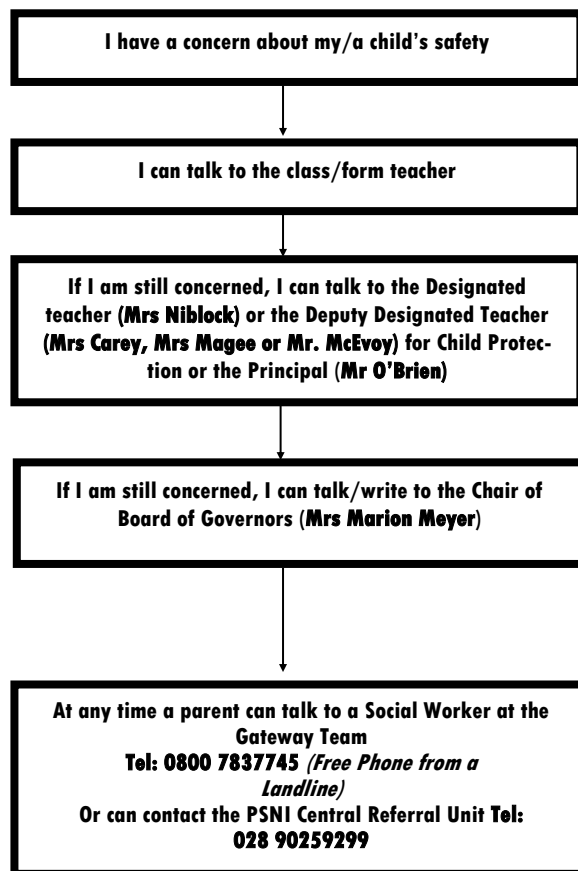 I have a concern about my/a child's safety
I can talk to the class/form teacher
If I am still concerned, I can talk to the Designated
teacher (Mrs Niblock) or the Deputy Designated Teacher
(Mrs Carey, Mrs Magee or Mr. McEvoy) for Child Protec-
tion or the Principal (Mr O'Brien)
If I am still concerned, I can talk/write to the Chair of
Board of Governors (Mrs Marion Meyer)
At any time a parent can talk to a Social Worker at the
Gateway Team
Tel: 0800 7837745 (Free Phone from a
Landline)
Or can contact the PSNI Central Referral Unit Tel:
028 90259299